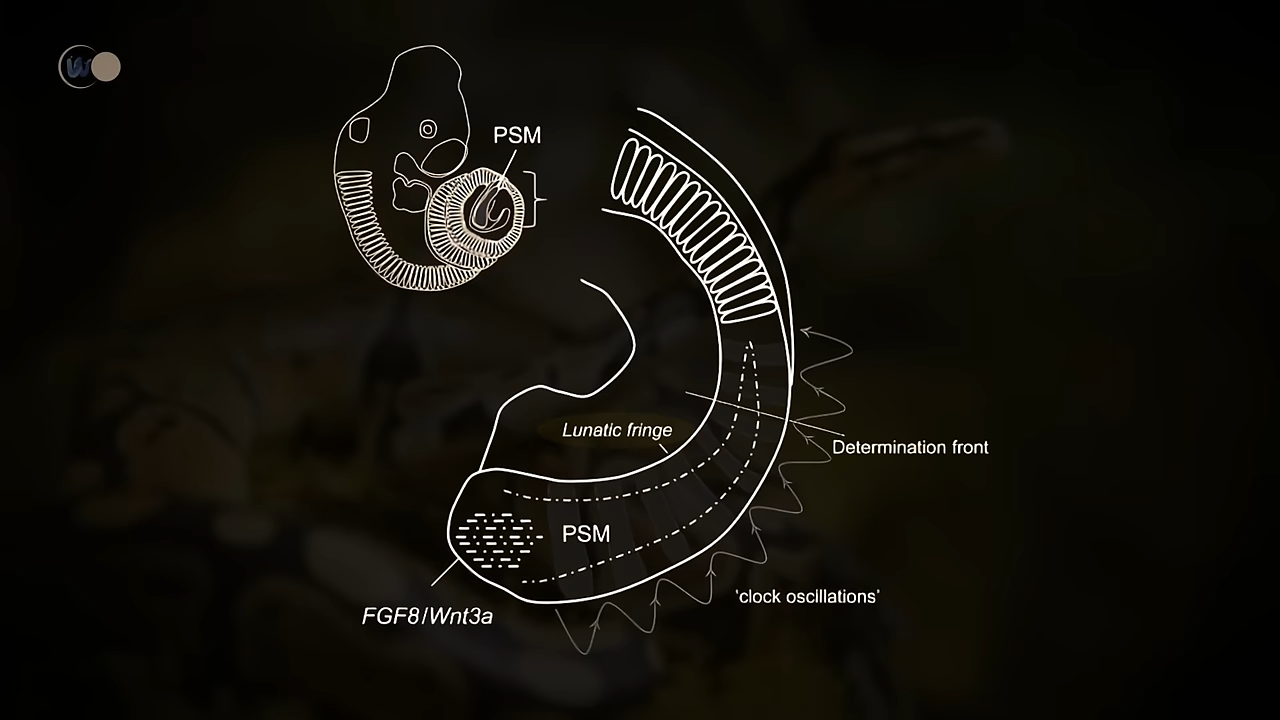 W
PSM
Lunatic fringe
Determination front
PSM
'clock oscillations'
FGF8/Wnt3a